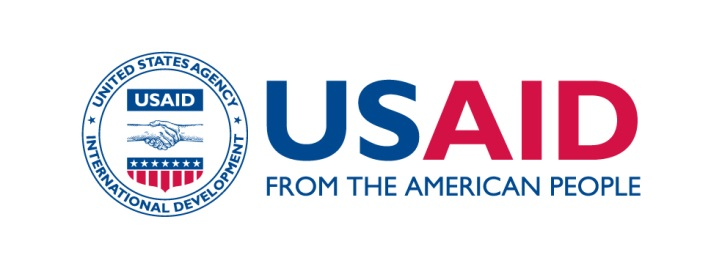 UNITED STATES AGENCY
INTERNATIONAL DEVELOPMENT
USAID
USAID
FROM THE AMERICAN PEOPLE